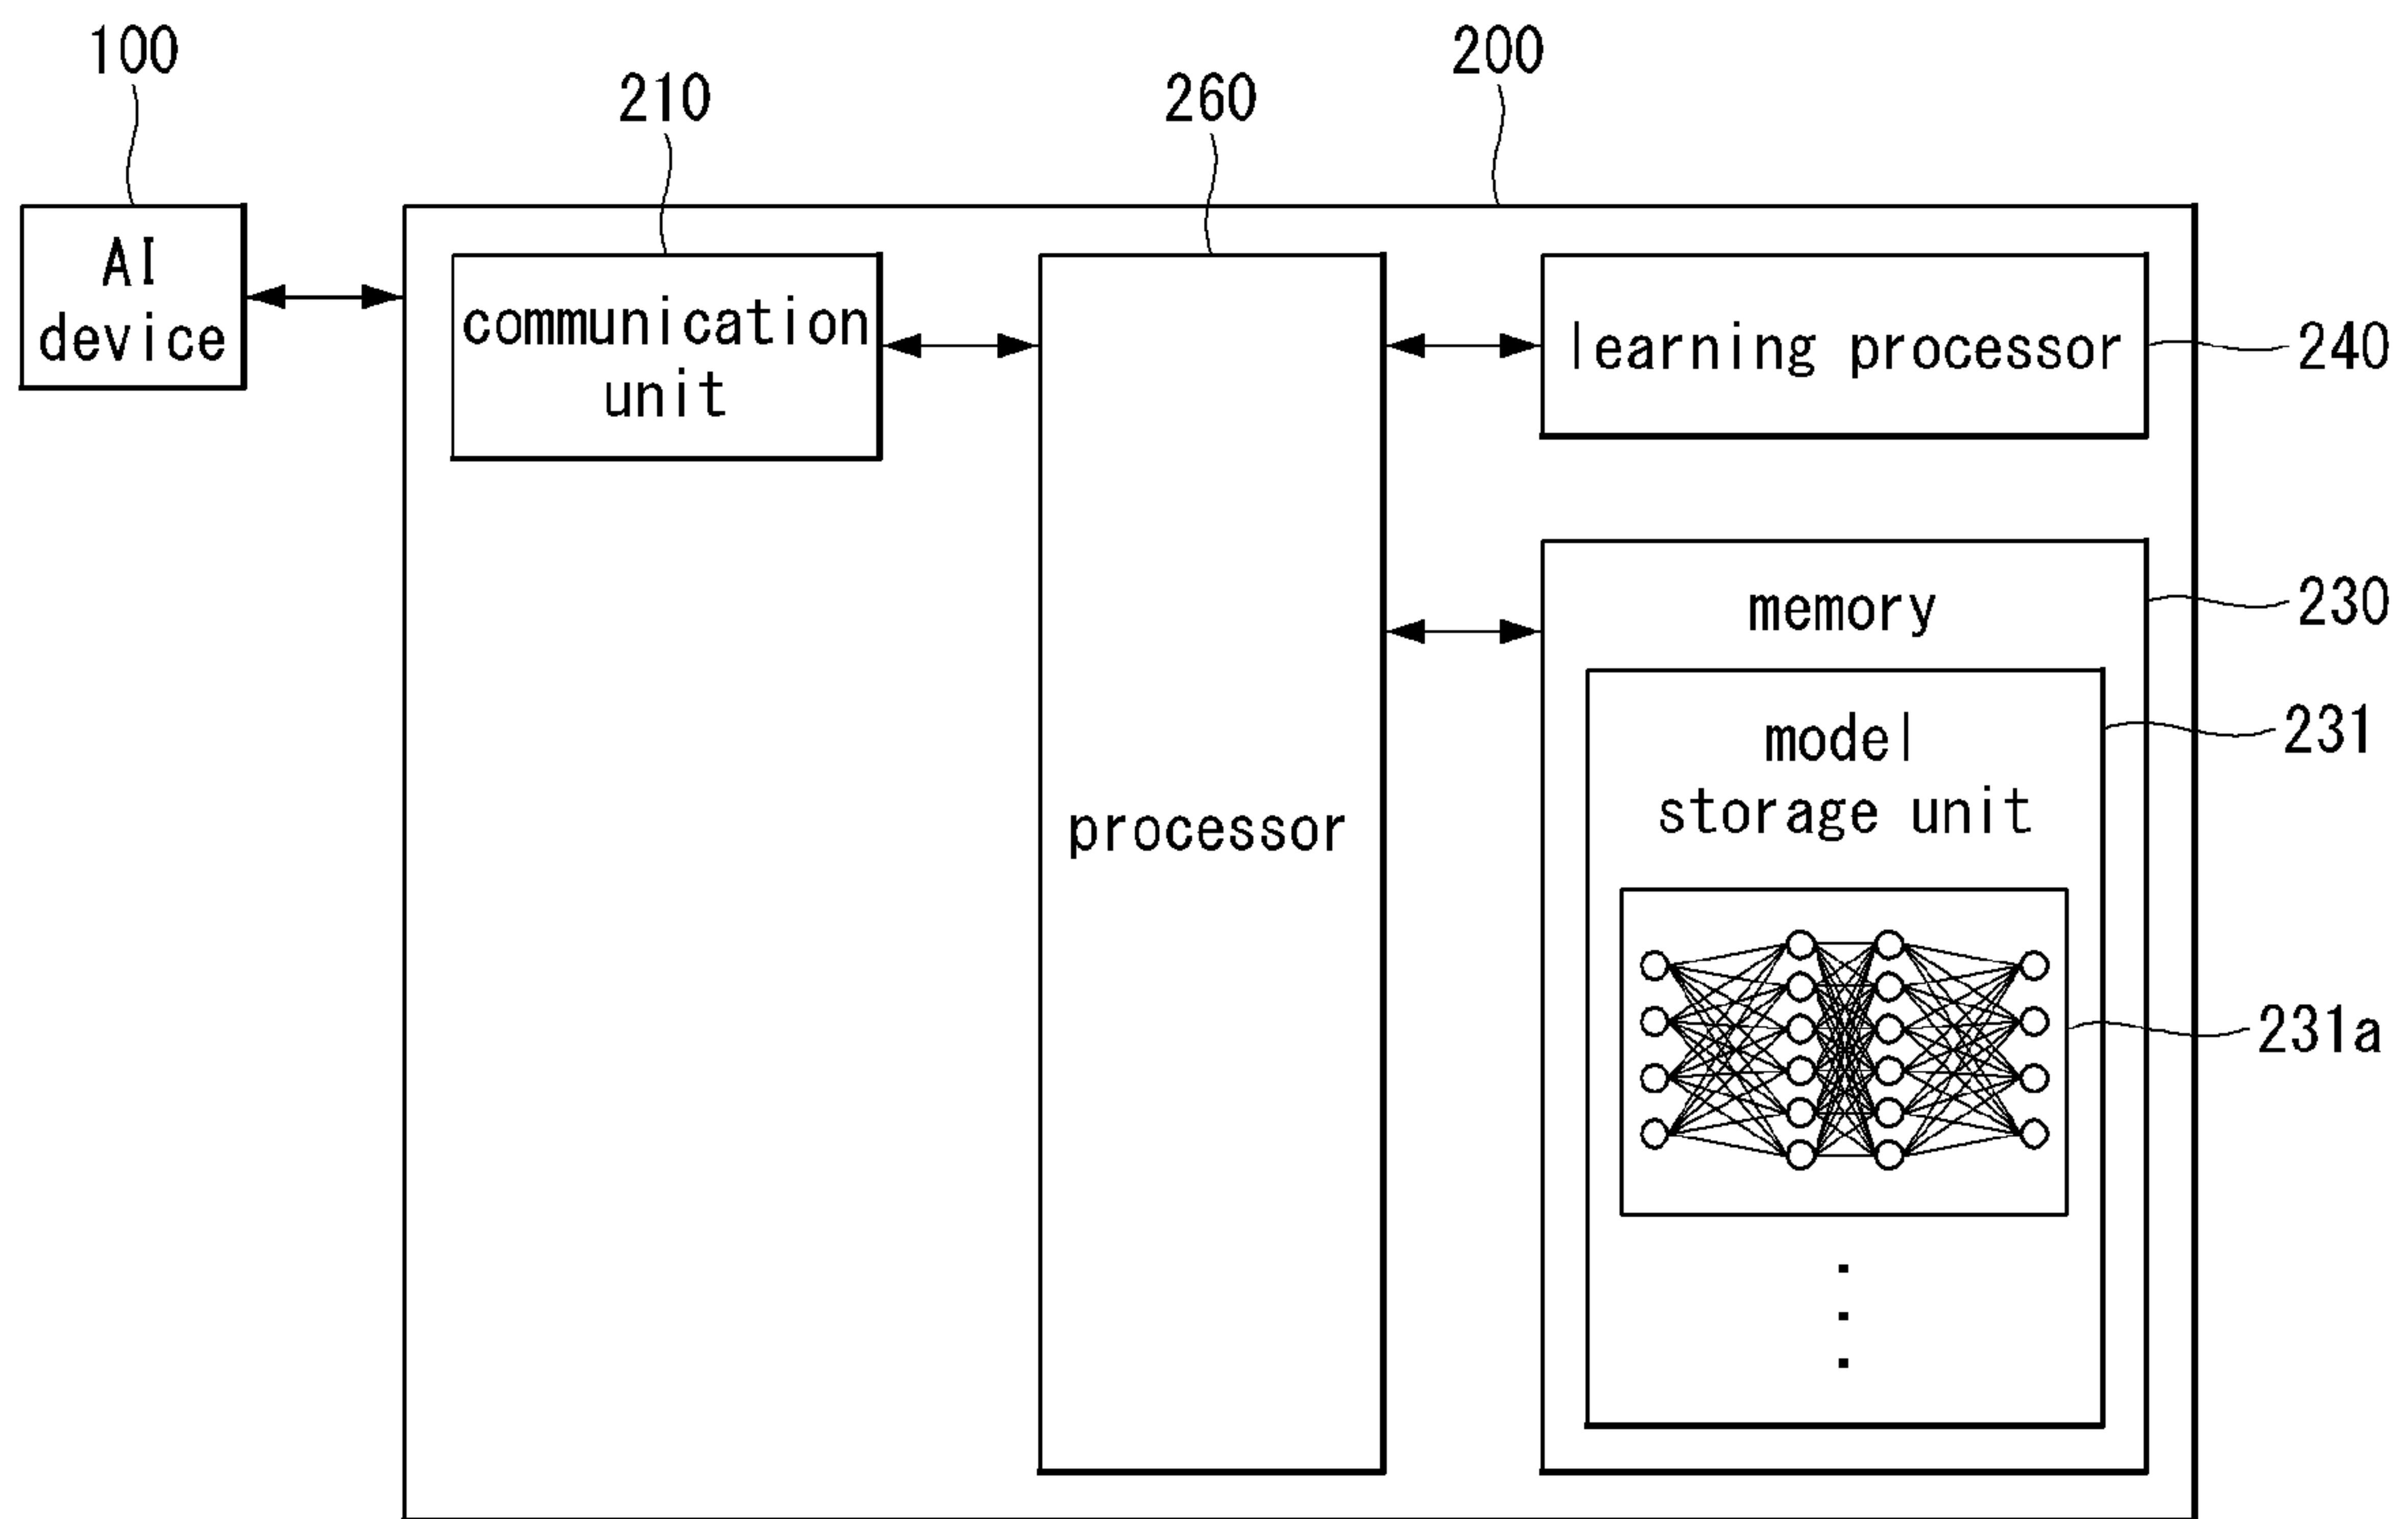 100
210
260
200
AI
device
communication
unit
processor
learning processor
240
memory
230
model
storage unit
231
231a